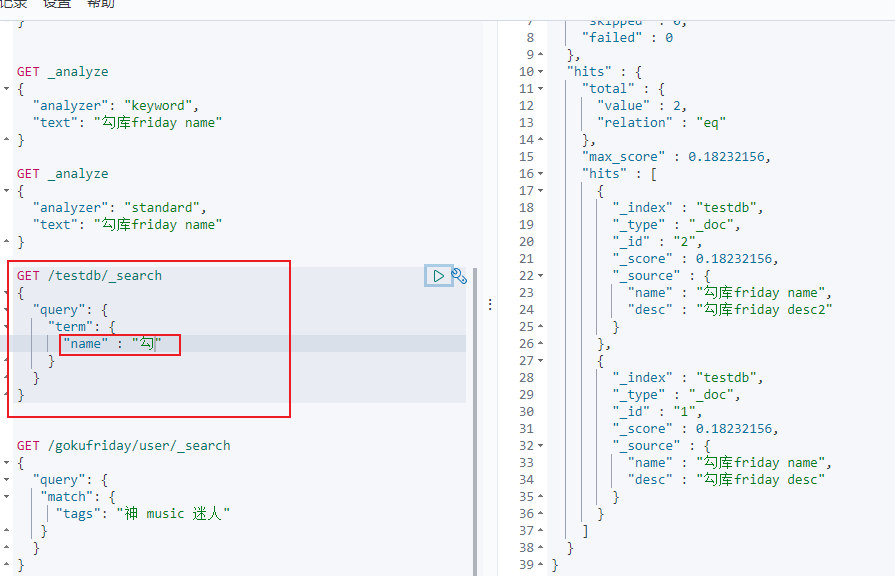 记录 设置 帮助
}
GET _analyze
{
"analyzer": "keyword",
"text": "勾库friday name"
}
GET _analyze
{
"analyzer": "standard",
"text": "勾库friday name"
}
GET /testdb/_search
{
"query": {
"term": {
"name" : "勾"
}
}
}
GET /gokufriday/user/_search
{
"query": {
"match": {
"tags": "神 music 迷人"
}
}
}
7 "skipped" : 0,
8 "failed" : 0
9 },
10 "hits" : {
11 "total" : {
12 "value" : 2,
13 "relation" : "eq"
14 },
15 "max_score" : 0.18232156,
16 "hits" : [
17 {
18 "_index" : "testdb",
19 "_type" : "_doc",
20 "_id" : "2",
21 "_score" : 0.18232156,
22 "_source" : {
23 "name" : "勾库friday name",
24 "desc" : "勾库friday desc2"
25 }
26 },
27 {
28 "_index" : "testdb",
29 "_type" : "_doc",
30 "_id" : "1",
31 "_score" : 0.18232156,
32 "_source" : {
33 "name" : "勾库friday name",
34 "desc" : "勾库friday desc"
35 }
36 }
37 ]
38 }
39 }